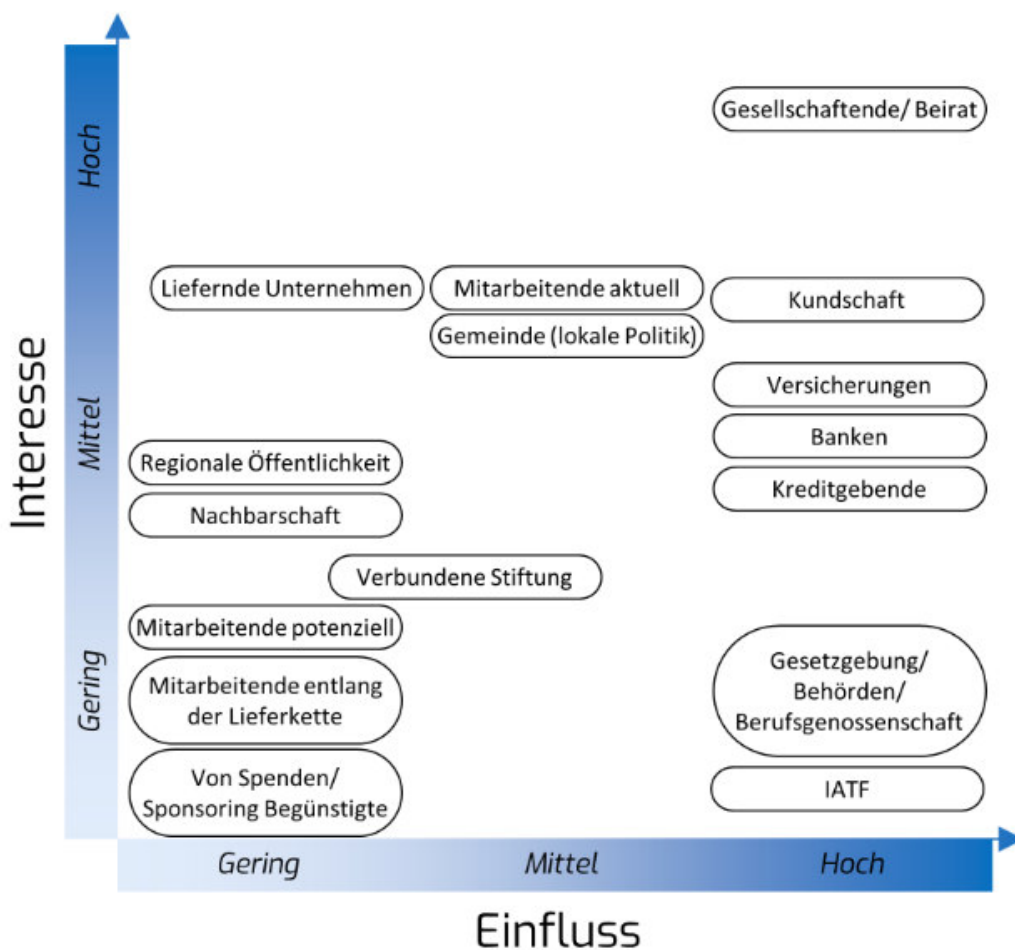 Interesse
Hoch
Mittel
Gering
Gesellschaftende/ Beirat
Liefernde Unternehmen
Mitarbeitende aktuell
Kundschaft
Gemeinde (lokale Politik)
Versicherungen
Banken
Regionale Öffentlichkeit
Kreditgebende
Nachbarschaft
Verbundene Stiftung
Mitarbeitende potenziell
Mitarbeitende entlang
der Lieferkette
Gesetzgebung/
Behörden/
Berufsgenossenschaft
Von Spenden/
Sponsoring Begünstigte
IATF
Gering
Mittel
Hoch
Einfluss